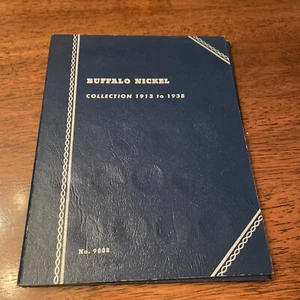 BUFFALO NICKEL
COLLECTION 1913 to 1938
No. 9008